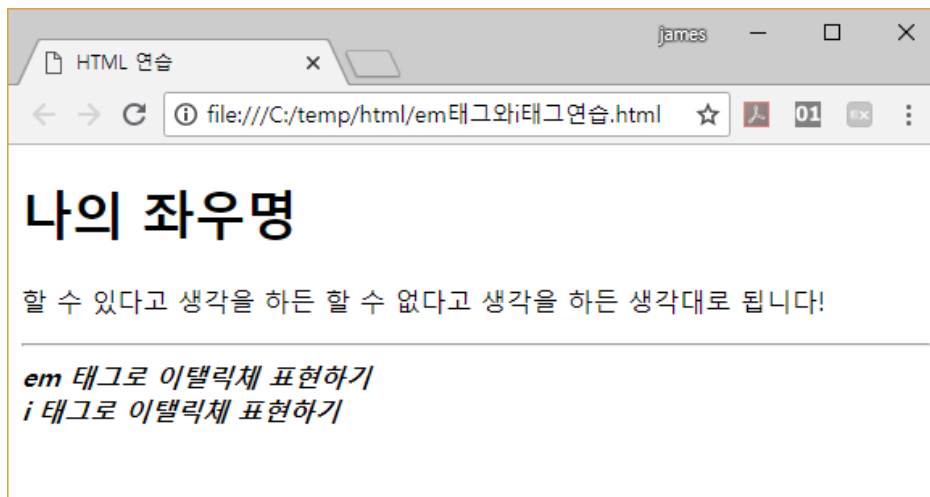 james
HTML 연습
file:///C:/temp/html/em태그와i태그연습.html
01
EX
나의 좌우명
할 수 있다고 생각을 하든 할 수 없다고 생각을 하든 생각대로 됩니다!
em 태그로 이탤릭체 표현하기
i 태그로 이탤릭체 표현하기